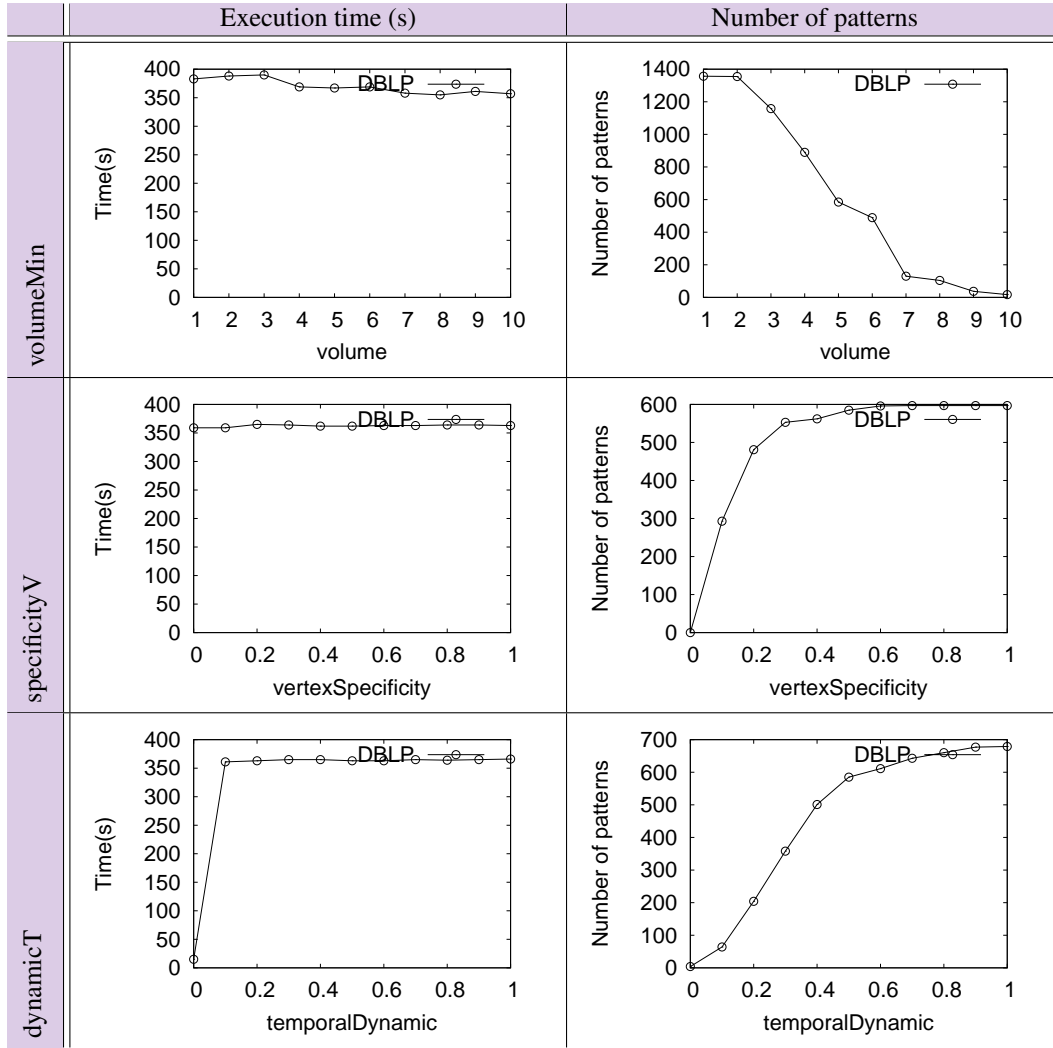 Execution time (s) Number of patterns
volumeMin
400
350
300
250
200
150
100
50
0
Time(s)
DBLP
1 2 3 4 5 6 7 8 9 10
volume
1400
1200
1000
800
600
400
200
0
Number of patterns
DBLP
1 2 3 4 5 6 7 8 9 10
volume
specificityV
400
350
300
250
200
150
100
50
0
Time(s)
DBLP
0 0.2 0.4 0.6 0.8 1
vertexSpecificity
600
500
400
300
200
100
0
Number of patterns
DBLP
0 0.2 0.4 0.6 0.8 1
vertexSpecificity
dynamicT
400
350
300
250
200
150
100
50
0
Time(s)
DBLP
0 0.2 0.4 0.6 0.8 1
temporalDynamic
700
600
500
400
300
200
100
0
Number of patterns
DBLP
0 0.2 0.4 0.6 0.8 1
temporalDynamic